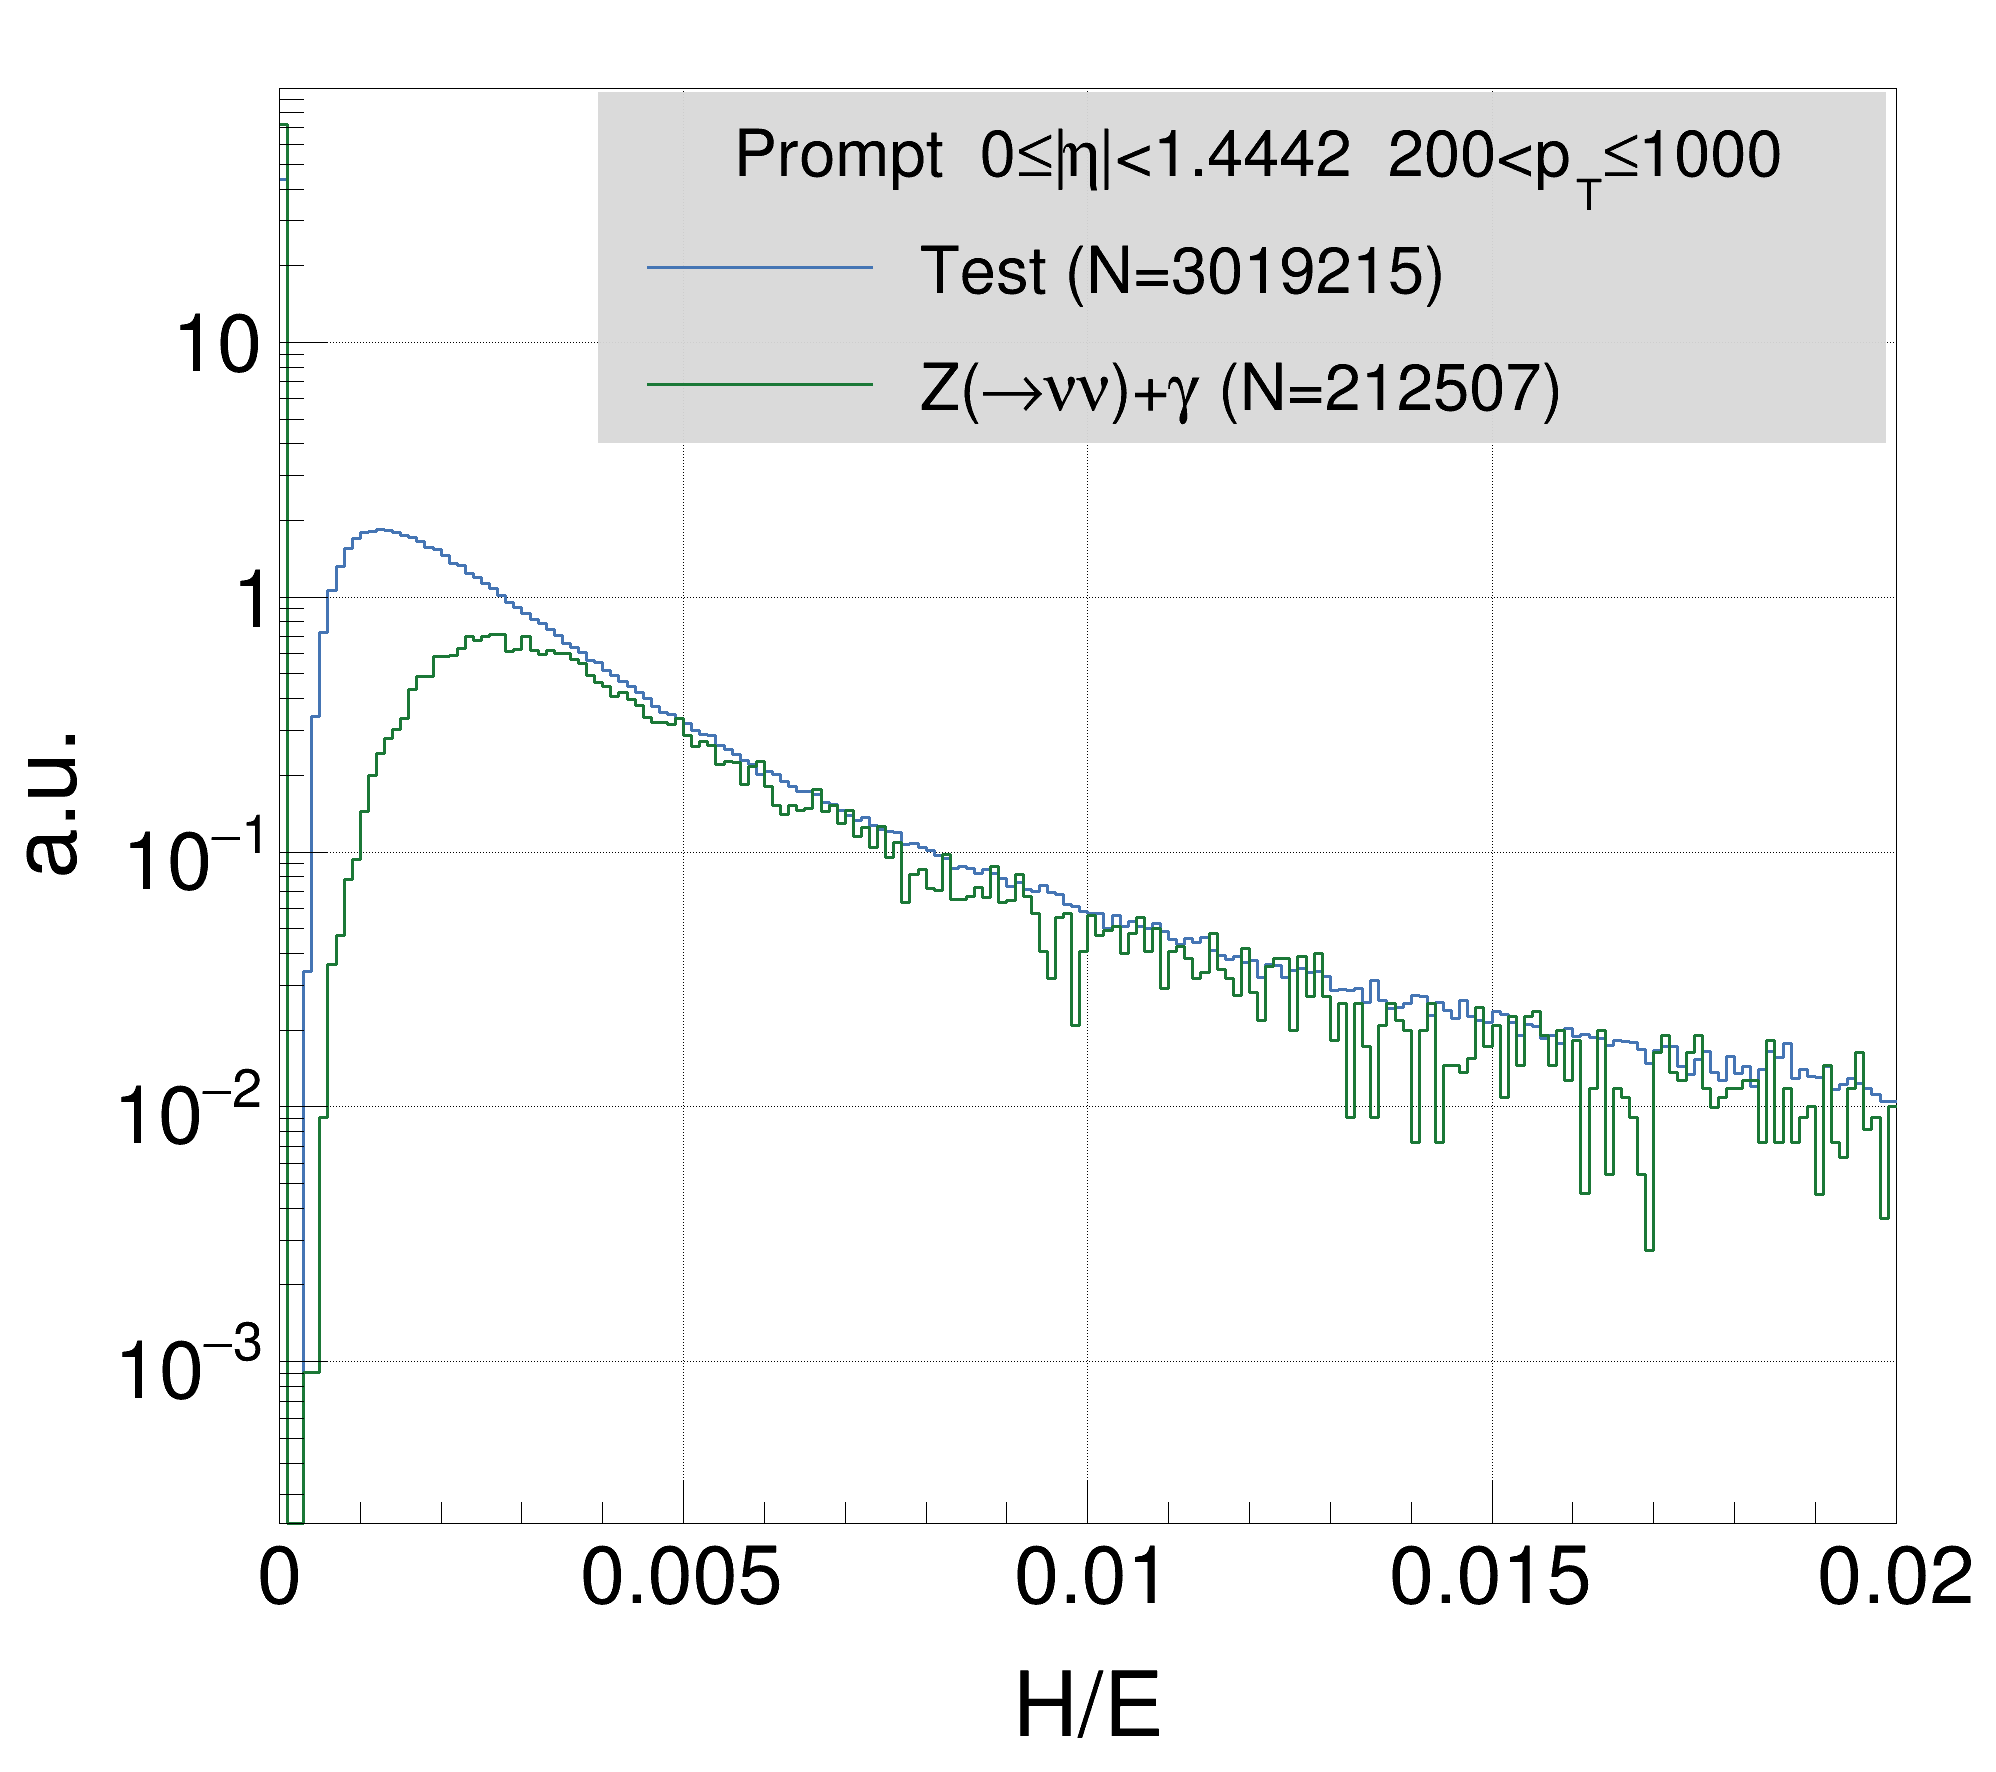 Prompt 0≤|η|<1.4442 200<p_T≤1000
Test (N=3019215)
Z(→νν)+γ (N=212507)
10
1
10⁻¹
10⁻²
10⁻³
a.u.
0 0.005 0.01 0.015 0.02
H/E